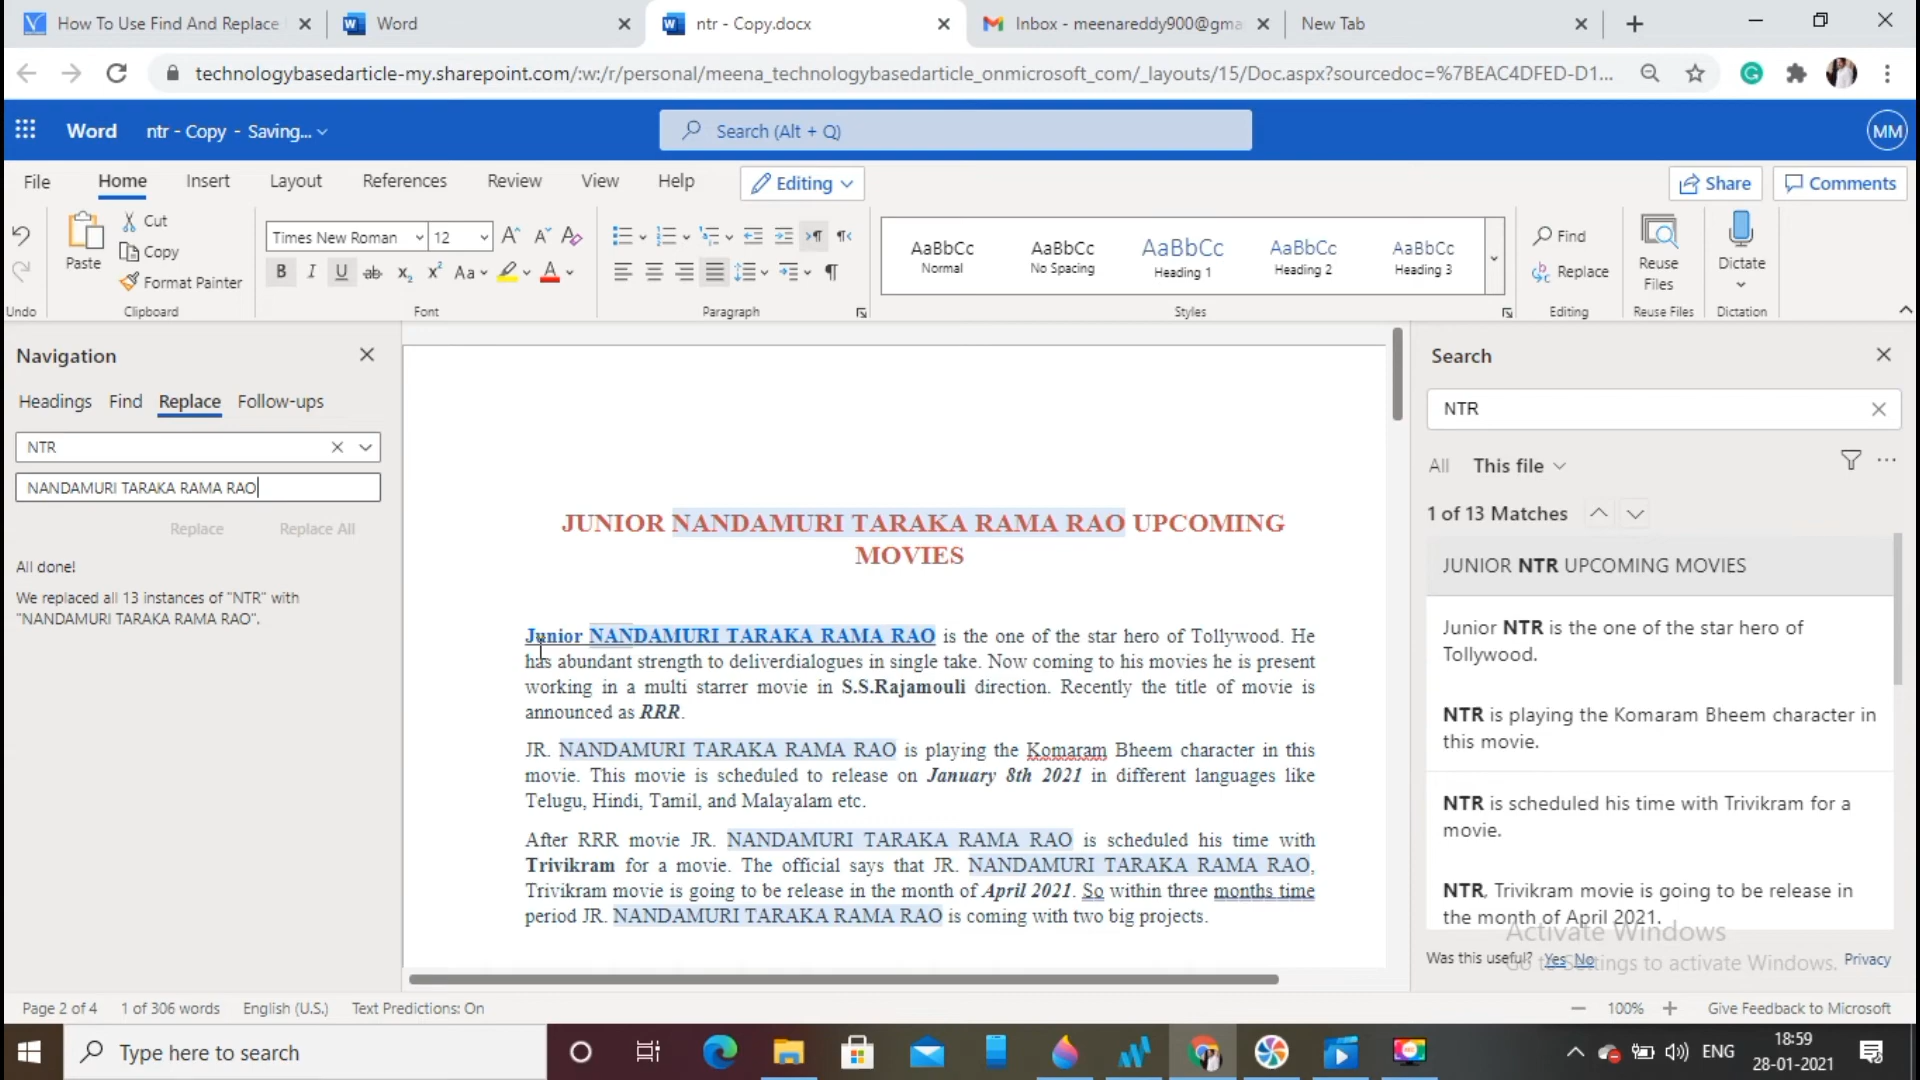 How To Use Find And Replace
Word
ntr - Copy.docx
Inbox - meenareddy900@gma
New Tab
technologybasedarticle-my.sharepoint.com/:w:/r/personal/meena_technologybasedarticle_onmicrosoft_com/_layouts/15/Doc.aspx?sourcedoc=%7BEAC4DFED-D1...
Word
ntr - Copy - Saving...
Search (Alt + Q)
MM
File
Home
Insert
Layout
References
Review
View
Help
Editing
Share
Comments
Paste
Cut
Copy
Format Painter
Times New Roman
12
AaBbCc
Normal
AaBbCc
No Spacing
AaBbCc
Heading 1
AaBbCc
Heading 2
AaBbCc
Heading 3
Find
Replace
Reuse
Files
Dictate
Undo
Clipboard
Font
Paragraph
Styles
Editing
Reuse Files
Dictation
Navigation
Headings
Find
Replace
Follow-ups
NTR
NANDAMURI TARAKA RAMA RAO
Replace
Replace All
All done!
We replaced all 13 instances of "NTR" with
"NANDAMURI TARAKA RAMA RAO".
JUNIOR NANDAMURI TARAKA RAMA RAO UPCOMING
MOVIES
Junior NANDAMURI TARAKA RAMA RAO is the one of the star hero of Tollywood. He
has abundant strength to deliverdialogues in single take. Now coming to his movies he is present
working in a multi starrer movie in S.S.Rajamouli direction. Recently the title of movie is
announced as RRR.
JR. NANDAMURI TARAKA RAMA RAO is playing the Komaram Bheem character in this
movie. This movie is scheduled to release on January 8th 2021 in different languages like
Telugu, Hindi, Tamil, and Malayalam etc.
After RRR movie JR. NANDAMURI TARAKA RAMA RAO is scheduled his time with
Trivikram for a movie. The official says that JR. NANDAMURI TARAKA RAMA RAO,
Trivikram movie is going to be release in the month of April 2021. So within three months time
period JR. NANDAMURI TARAKA RAMA RAO is coming with two big projects.
Search
NTR
All
This file
1 of 13 Matches
JUNIOR NTR UPCOMING MOVIES
Junior NTR is the one of the star hero of
Tollywood.
NTR is playing the Komaram Bheem character in
this movie.
NTR is scheduled his time with Trivikram for a
movie.
NTR, Trivikram movie is going to be release in
the month of April 2021.
Activate Windows
Go to Settings to activate Windows.
Was this useful? Yes No
Privacy
Page 2 of 4
1 of 306 words
English (U.S.)
Text Predictions: On
100%
Give Feedback to Microsoft
Type here to search
ENG
18:59
28-01-2021